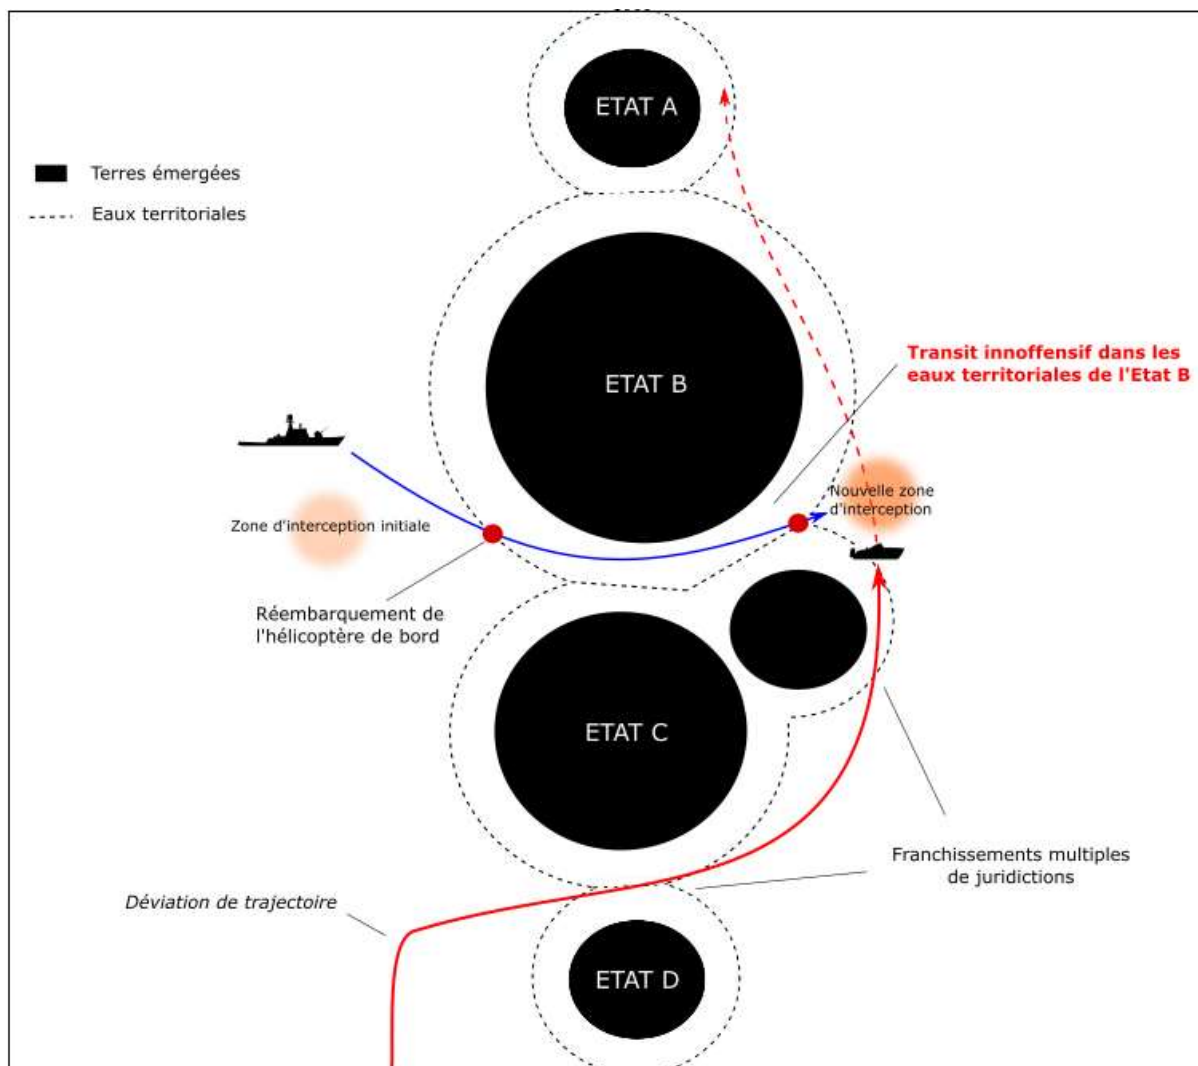 ETAT A
Terres émergées
Eaux territoriales
Transit innoffensif dans les
eaux territoriales de l'Etat B
ETAT B
Nouvelle zone
d'interception
Zone d'interception initiale
Réembarquement de
l'hélicoptère de bord
ETAT C
Franchissements multiples
de juridictions
Déviation de trajectoire
ETAT D